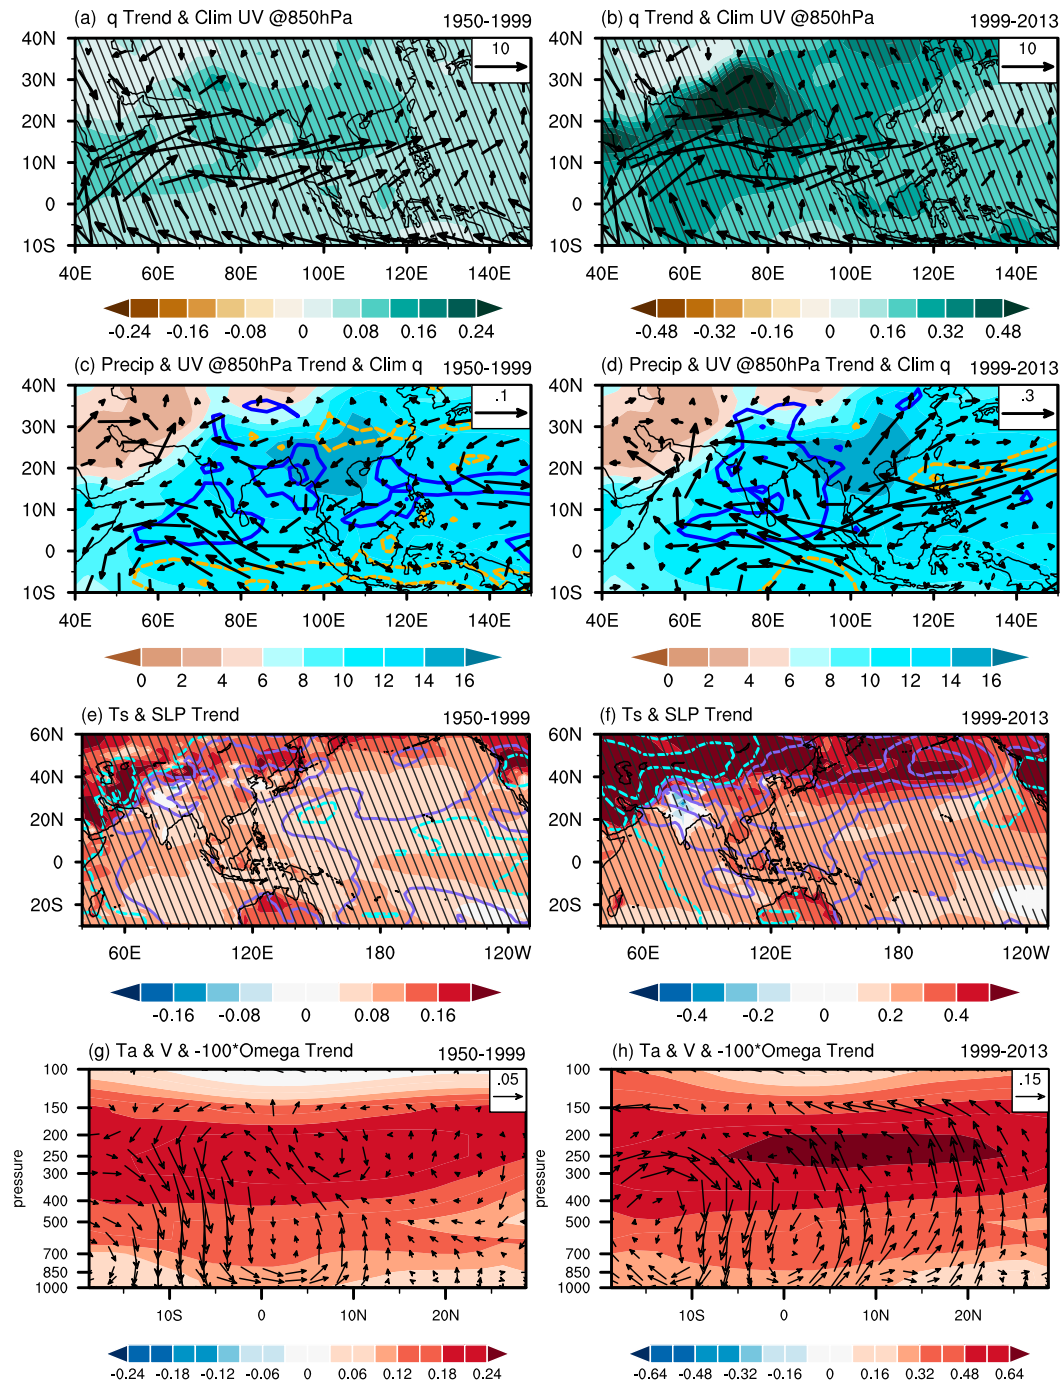 (a) q Trend & Clim UV @850hPa 1950-1999
(b) q Trend & Clim UV @850hPa 1999-2013
40N 10 40N 10
30N 30N
20N 20N
10N 10N
0 0
10S 10S
40E 60E 80E 100E 120E 140E 40E 60E 80E 100E 120E 140E
-0.24 -0.16 -0.08 0 0.08 0.16 0.24 -0.48 -0.32 -0.16 0 0.16 0.32 0.48
(c) Precip & UV @850hPa Trend & Clim q 1950-1999
(d) Precip & UV @850hPa Trend & Clim q 1999-2013
40N .1 40N .3
30N 30N
20N 20N
10N 10N
0 0
10S 10S
40E 60E 80E 100E 120E 140E 40E 60E 80E 100E 120E 140E
0 2 4 6 8 10 12 14 16 0 2 4 6 8 10 12 14 16
(e) Ts & SLP Trend 1950-1999
(f) Ts & SLP Trend 1999-2013
60N 60N
40N 40N
20N 20N
0 0
20S 20S
60E 120E 180 120W 60E 120E 180 120W
-0.16 -0.08 0 0.08 0.16 -0.4 -0.2 0 0.2 0.4
(g) Ta & V & -100*Omega Trend 1950-1999
(h) Ta & V & -100*Omega Trend 1999-2013
100 .05 100 .15
150 150
200 200
250 250
300 300
400 400
500 500
700 700
850 850
1000 1000
pressure pressure
10S 0 10N 20N 10S 0 10N 20N
-0.24 -0.18 -0.12 -0.06 0 0.06 0.12 0.18 0.24 -0.64 -0.48 -0.32 -0.16 0 0.16 0.32 0.48 0.64